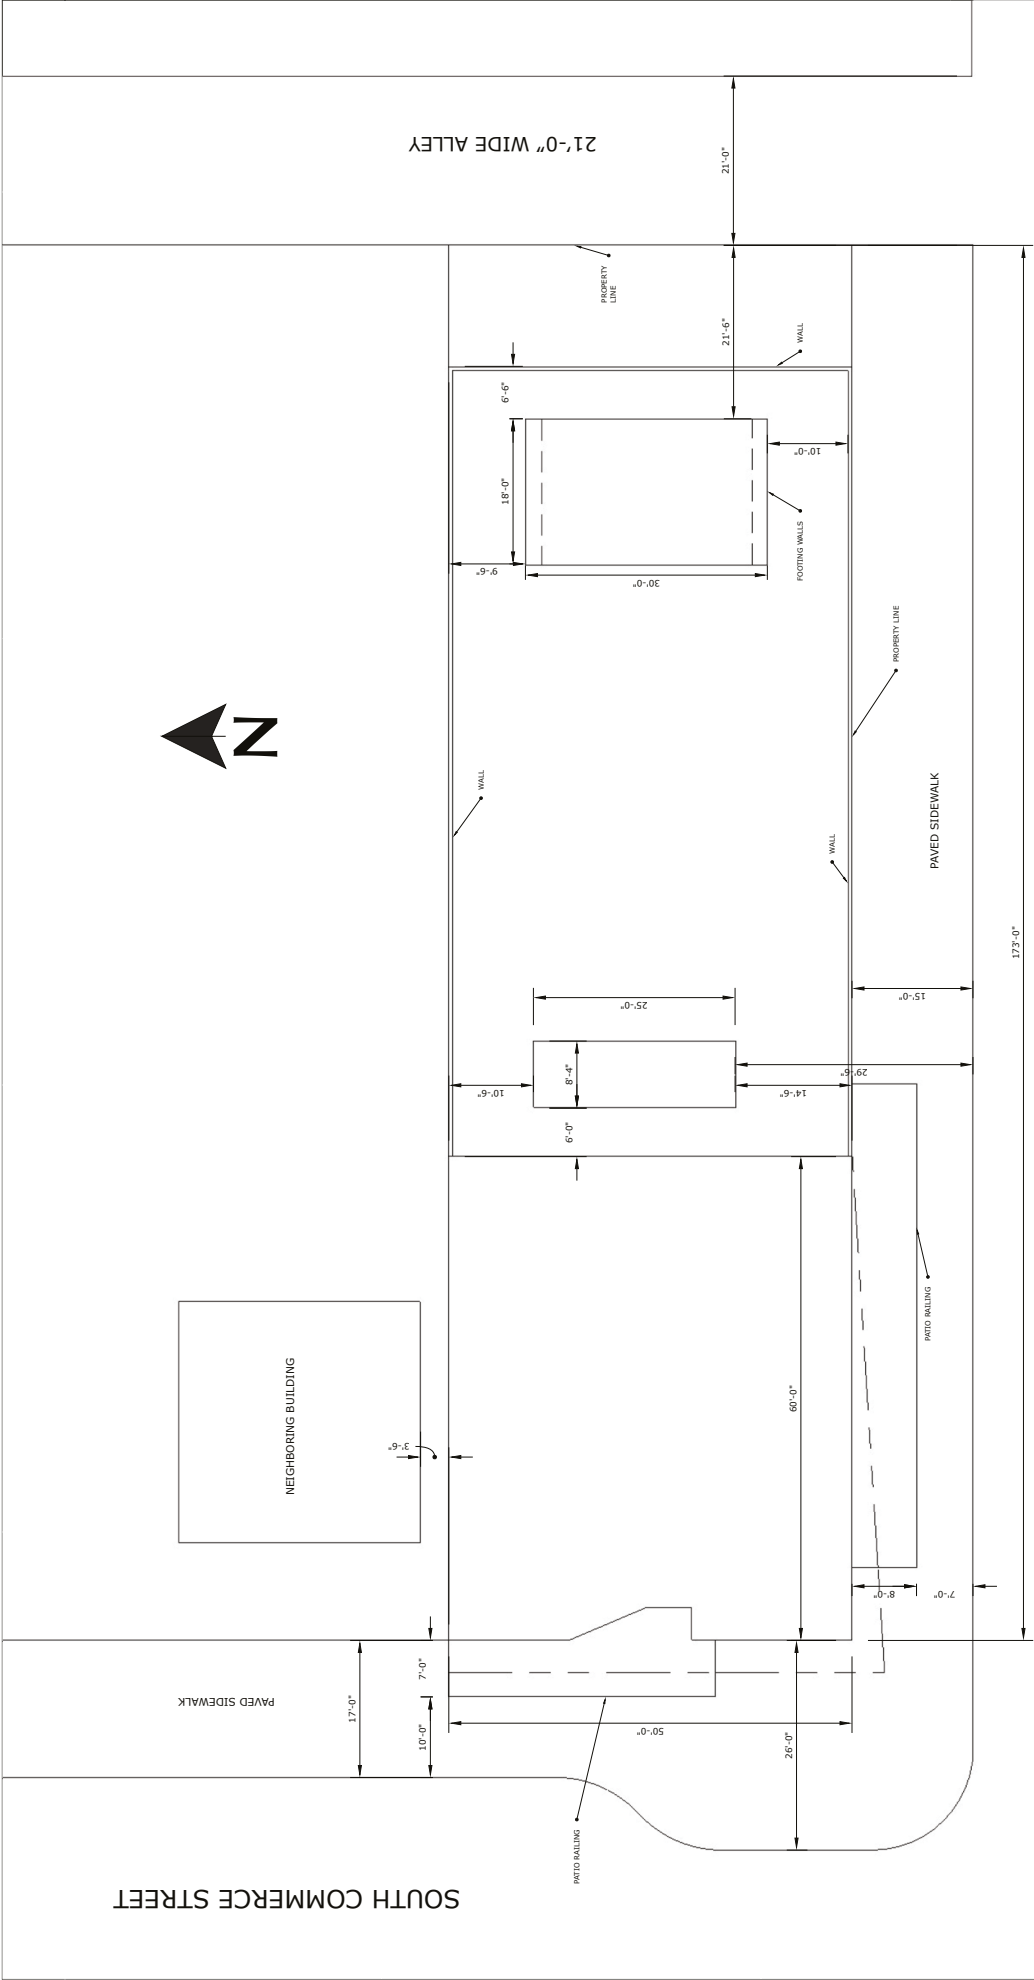 21'-0" WIDE ALLEY
21'-0"
PROPERTY
LINE
21'-6"
WALL
6'-6"
10'-0"
18'-0"
FOOTING WALLS
9'-6"
30'-0"
PROPERTY LINE
N
WALL
PAVED SIDEWALK
WALL
173'-0"
15'-0"
25'-0"
29'-6"
8'-4"
10'-6"
14'-6"
6'-0"
PATIO RAILING
NEIGHBORING BUILDING
60'-0"
3'-6"
8'-0"
7'-0"
7'-0"
PAVED SIDEWALK
17'-0"
10'-0"
50'-0"
26'-0"
PATIO RAILING
SOUTH COMMERCE STREET